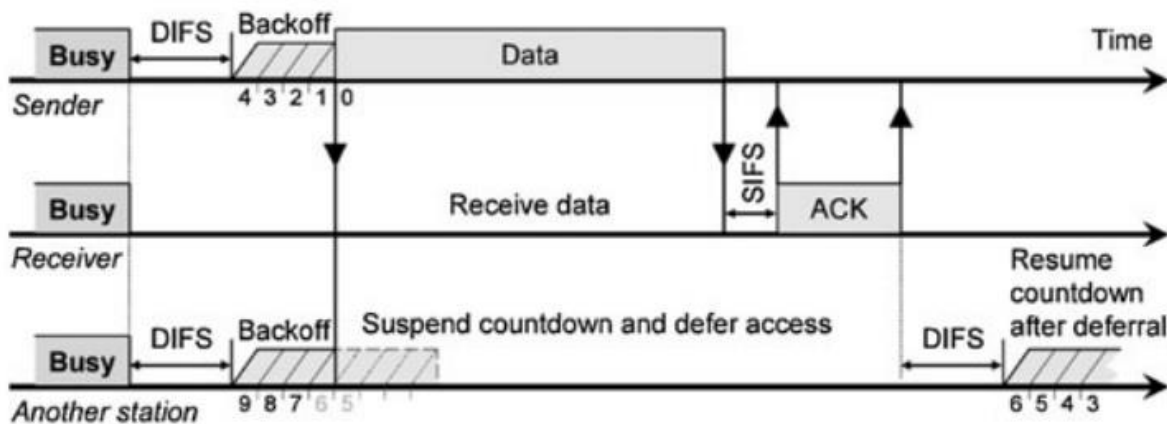 Busy DIFS Backoff Data Time
4 3 2 1 0
Sender
Busy Receive data SIFS ACK
Receiver
Resume
countdown
after deferral
Busy DIFS Backoff Suspend countdown and defer access DIFS
9 8 7 6 5 6 5 4 3
Another station